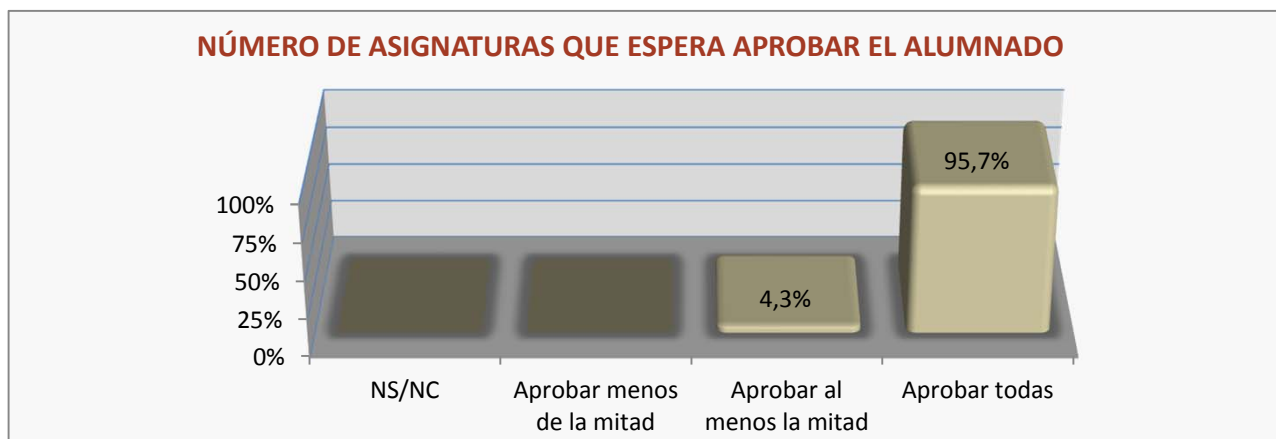 NÚMERO DE ASIGNATURAS QUE ESPERA APROBAR EL ALUMNADO
95,7%
100%
75%
50%
4,3%
25%
0%
NS/NC
Aprobar menos
de la mitad
Aprobar al
menos la mitad
Aprobar todas